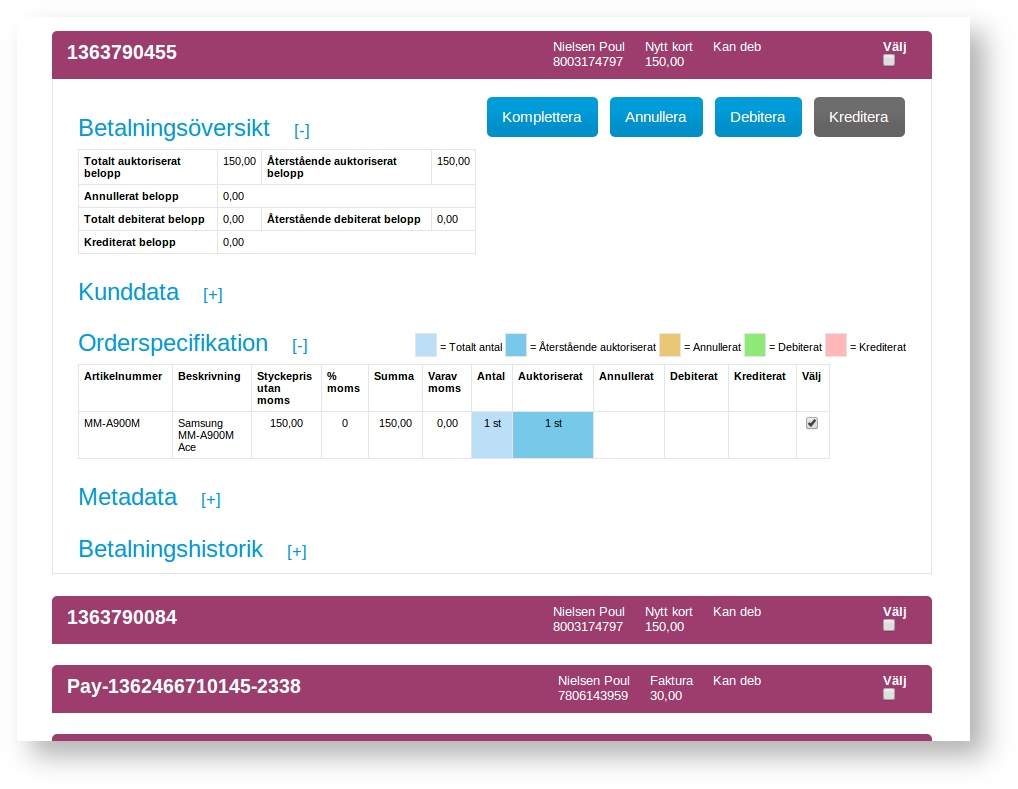 1363790455 Nielsen Poul Nytt kort Kan deb Välj
8003174797 150,00
Komplettera Annullera Debitera Kreditera
Betalningsöversikt [-]
Totalt auktoriserat belopp 150,00 Återstående auktoriserat belopp 150,00
Annullerat belopp 0,00
Totalt debiterat belopp 0,00 Återstående debiterat belopp 0,00
Krediterat belopp 0,00
Kunddata [+]
Orderspecifikation [-] = Totalt antal = Återstående auktoriserat = Annullerat = Debiterat = Krediterat
Artikelnummer Beskrivning Styckepris utan moms % moms Summa Varav moms Antal Auktoriserat Annullerat Debiterat Krediterat Välj
MM-A900M Samsung MM-A900M Ace 150,00 0 150,00 0,00 1 st 1 st
Metadata [+]
Betalningshistorik [+]
1363790084 Nielsen Poul Nytt kort Kan deb Välj
8003174797 150,00
Pay-1362466710145-2338 Nielsen Poul Faktura Kan deb Välj
7806143959 30,00